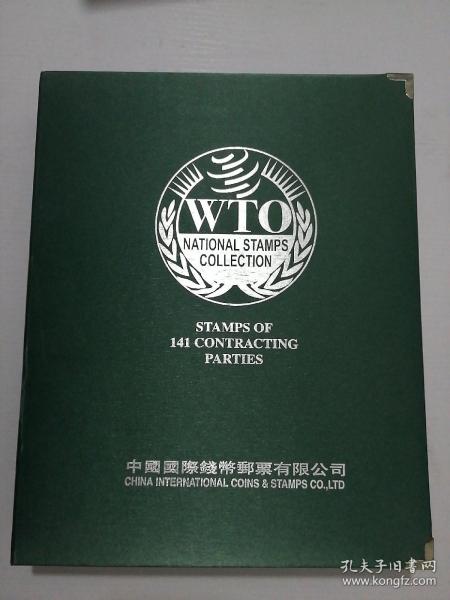 WTO
NATIONAL STAMPS
COLLECTION
STAMPS OF
141 CONTRACTING
PARTIES
中國國際錢幣郵票有限公司
CHINA INTERNATIONAL COINS & STAMPS CO.,LTD
孔夫子旧书网
www.kongfz.com